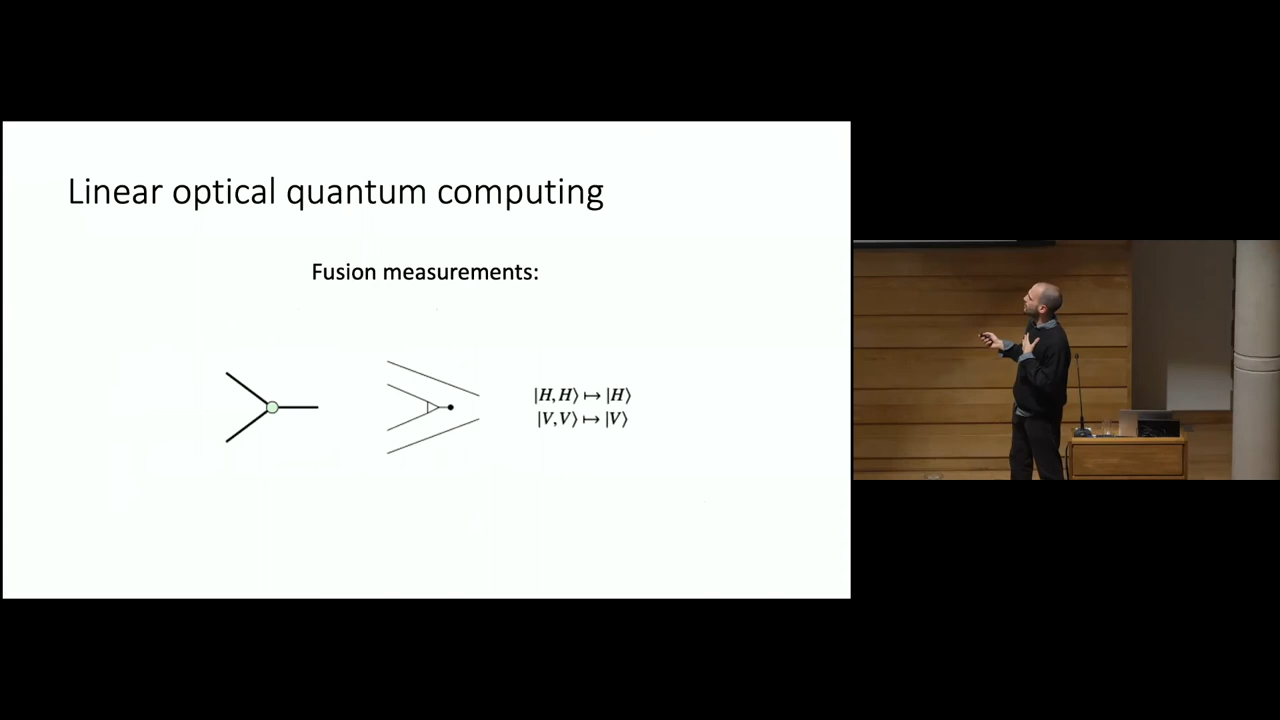 Linear optical quantum computing
Fusion measurements:
|H,H⟩ ↦ |H⟩
|V,V⟩ ↦ |V⟩